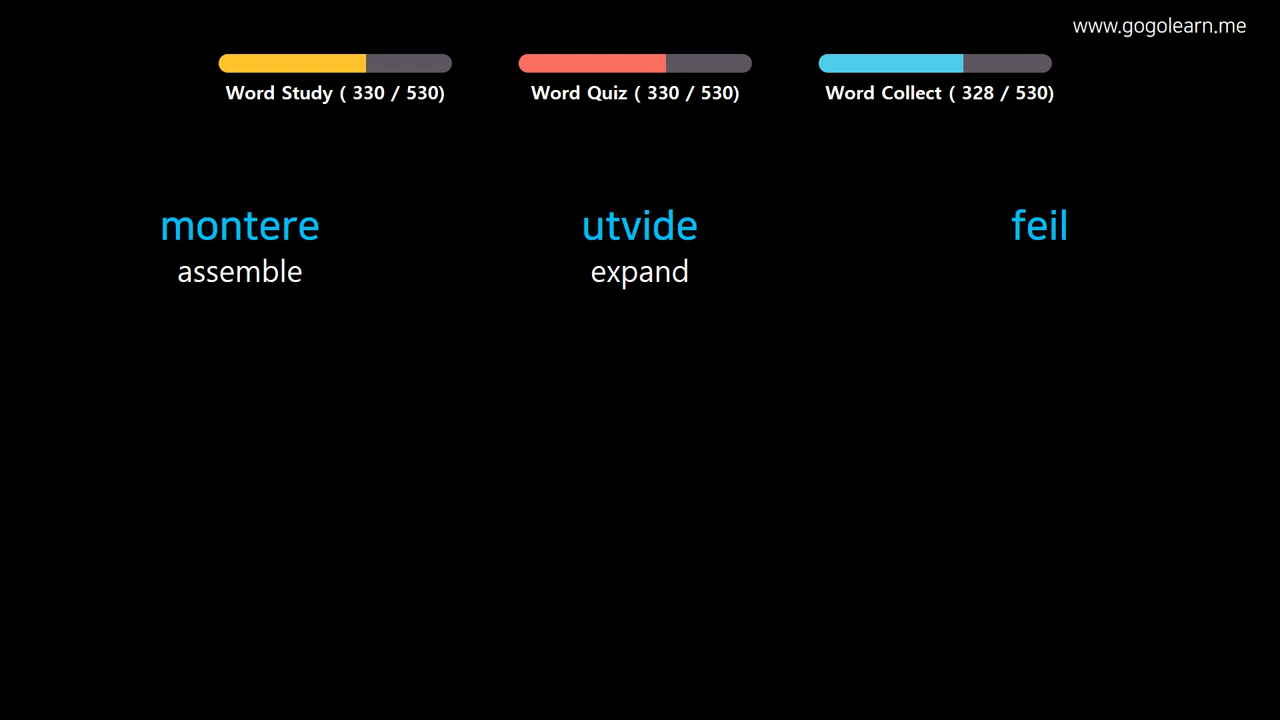 www.gogolearn.me
Word Study ( 330 / 530)
Word Quiz ( 330 / 530)
Word Collect ( 328 / 530)
montere
assemble
utvide
expand
feil